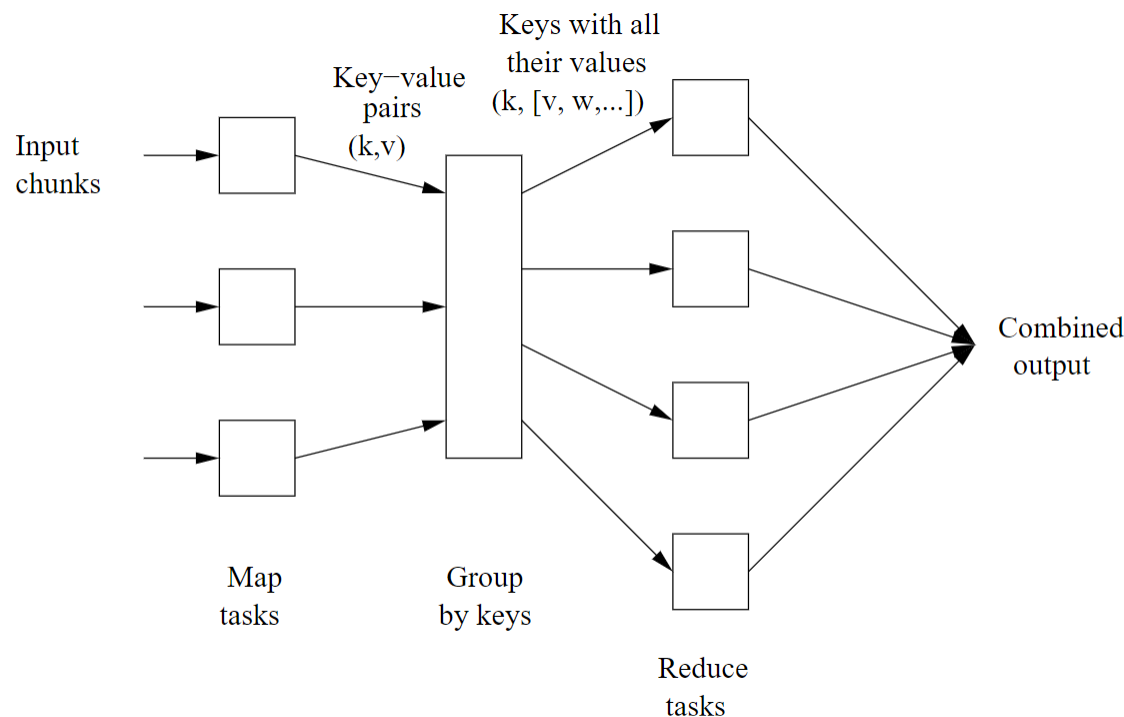 Input
chunks
Key−value
pairs
(k,v)
Keys with all
their values
(k, [v, w,...])
Combined
output
Map
tasks
Group
by keys
Reduce
tasks